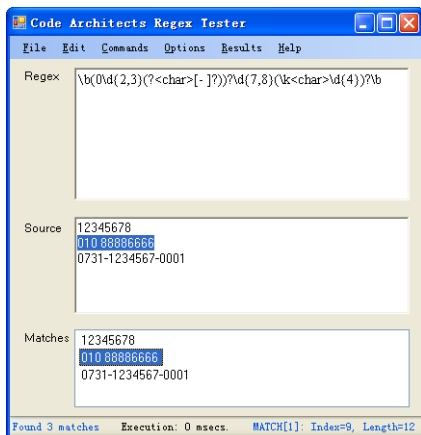 Code Architects Regex Tester
File Edit Commands Options Results Help
Regex
\b(0\d{2,3}(?<char>[- ]?))?\d{7,8}(\k<char>\d{4})?\b
Source
12345678
010 88886666
0731-1234567-0001
Matches
12345678
010 88886666
0731-1234567-0001
Found 3 matches Execution: 0 msecs. MATCH[1]: Index=9, Length=12